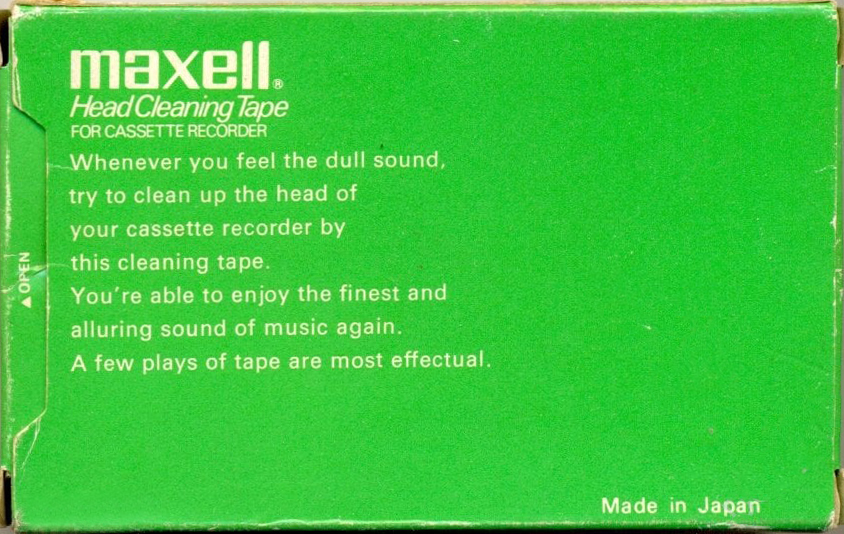 maxell®
Head Cleaning Tape
FOR CASSETTE RECORDER
Whenever you feel the dull sound,
try to clean up the head of
your cassette recorder by
this cleaning tape.
You're able to enjoy the finest and
alluring sound of music again.
A few plays of tape are most effectual.
▲OPEN
Made in Japan